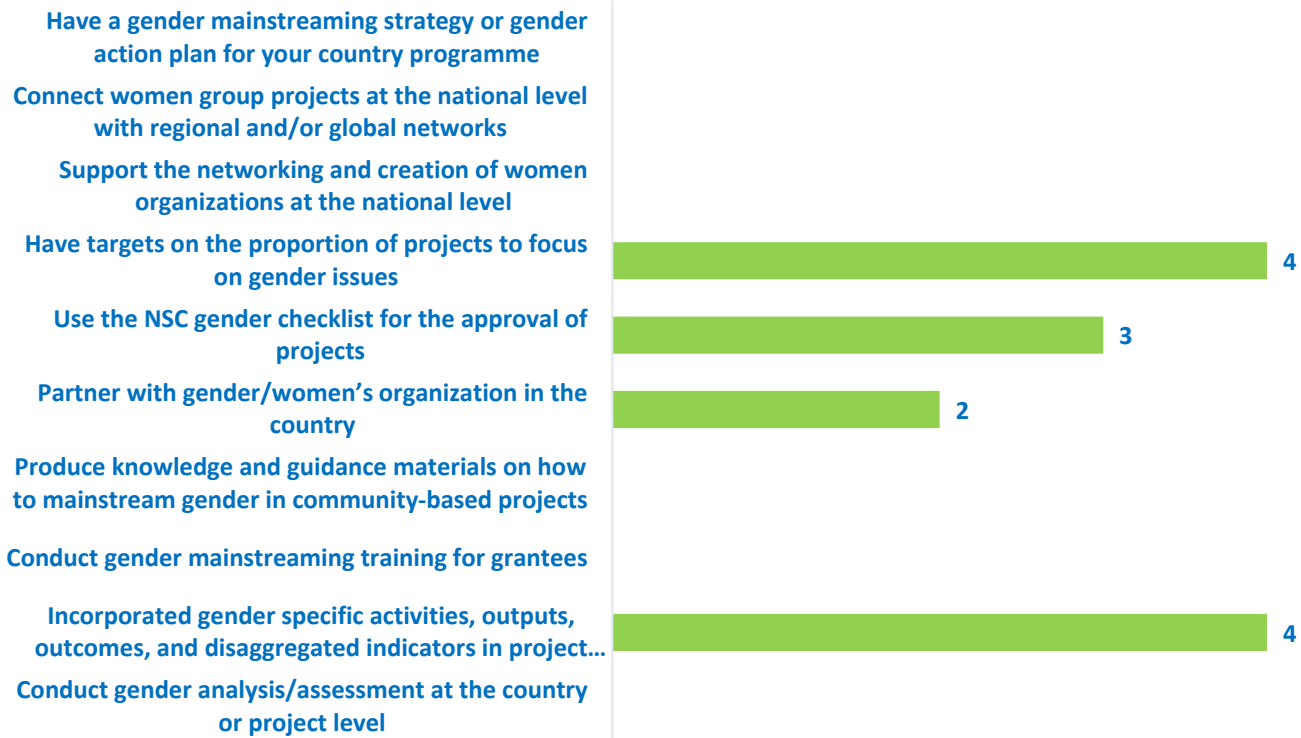 Have a gender mainstreaming strategy or gender
action plan for your country programme
Connect women group projects at the national level
with regional and/or global networks
Support the networking and creation of women
organizations at the national level
Have targets on the proportion of projects to focus
on gender issues
4
Use the NSC gender checklist for the approval of
projects
3
Partner with gender/women’s organization in the
country
2
Produce knowledge and guidance materials on how
to mainstream gender in community-based projects
Conduct gender mainstreaming training for grantees
Incorporated gender specific activities, outputs,
outcomes, and disaggregated indicators in project…
4
Conduct gender analysis/assessment at the country
or project level